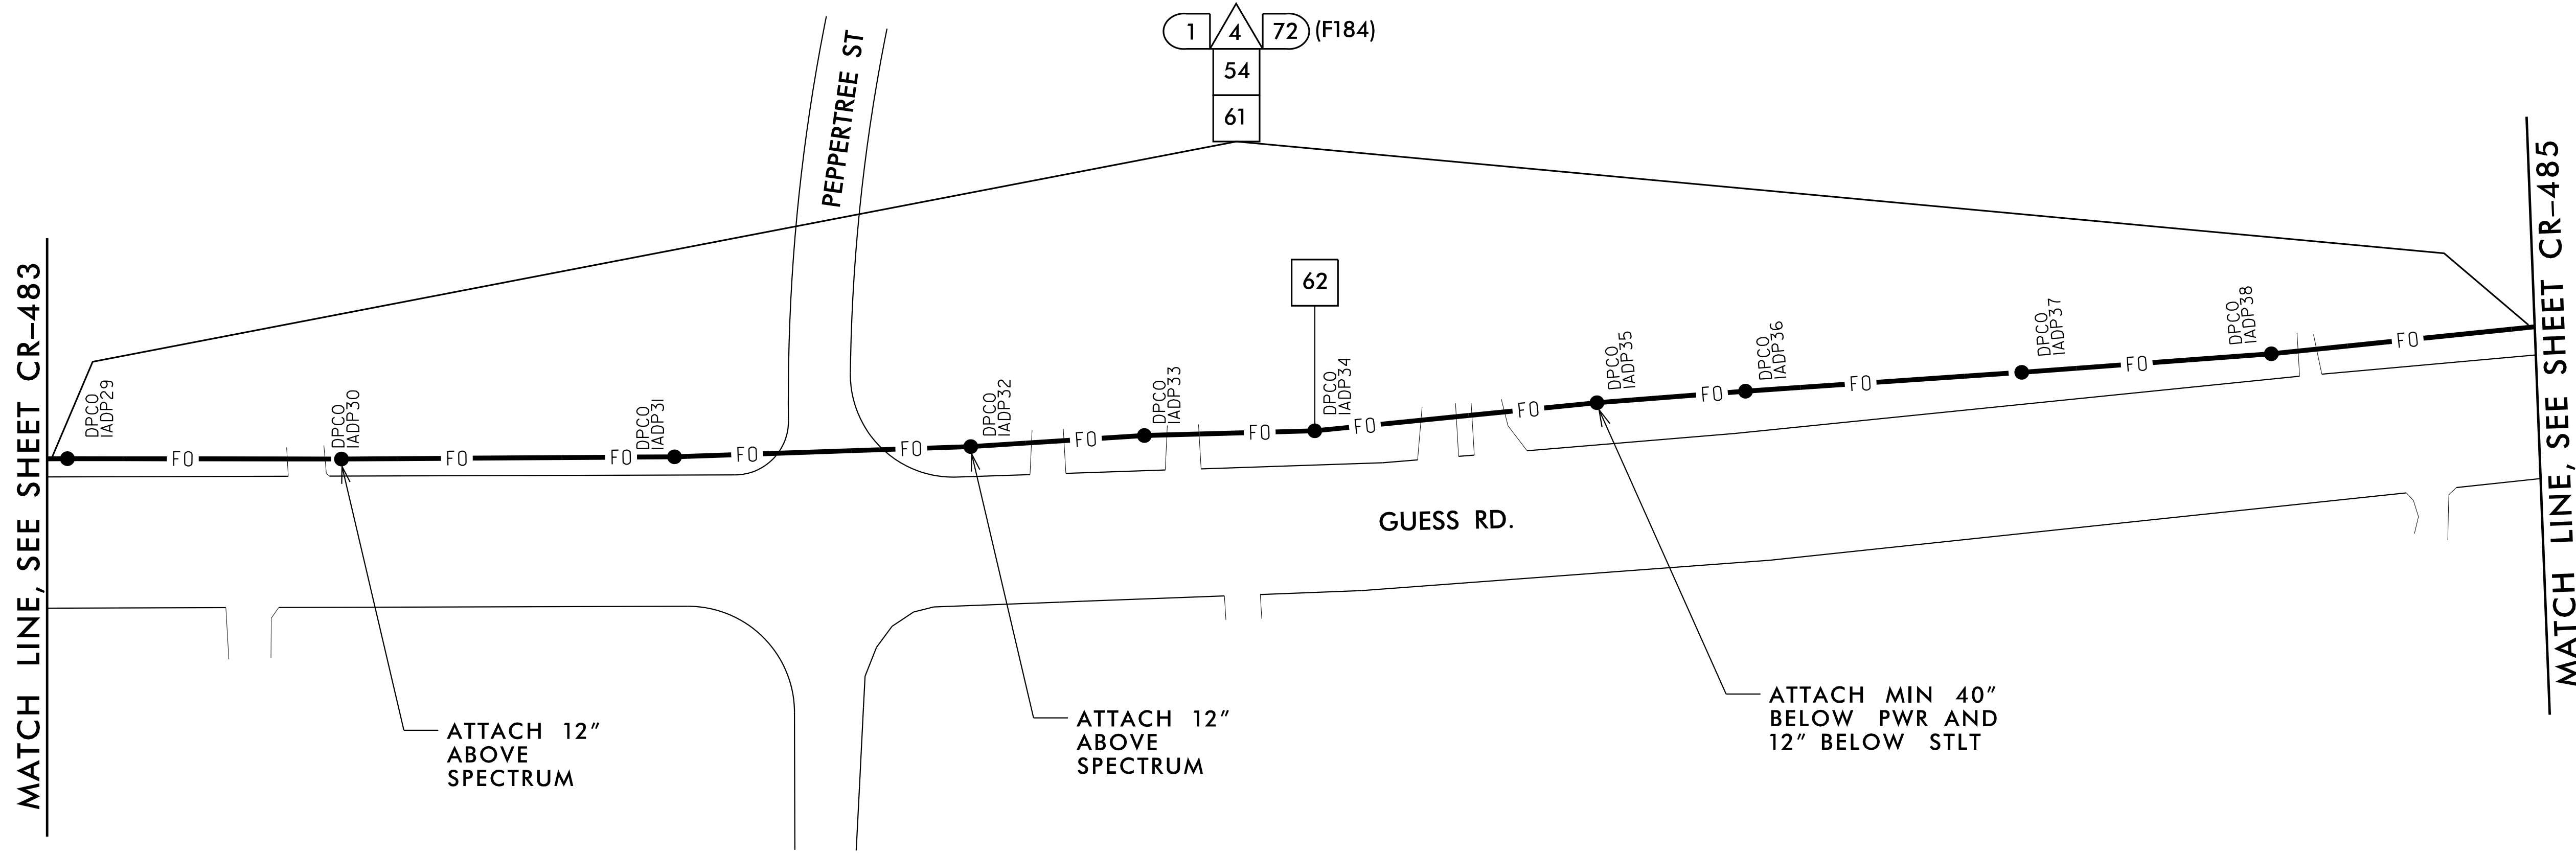 1 4 72 (F184)
54
61
PEPPERTREE ST
MATCH LINE, SEE SHEET CR-483
MATCH LINE, SEE SHEET CR-485
62
DPCO
IADP29
DPCO
IADP30
DPCO
IADP31
DPCO
IADP32
DPCO
IADP33
DPCO
IADP34
DPCO
IADP35
DPCO
IADP36
DPCO
IADP37
DPCO
IADP38
FO
FO
FO
FO
FO
FO
FO
FO
FO
FO
FO
FO
FO
GUESS RD.
ATTACH 12"
ABOVE
SPECTRUM
ATTACH 12"
ABOVE
SPECTRUM
ATTACH MIN 40"
BELOW PWR AND
12" BELOW STLT